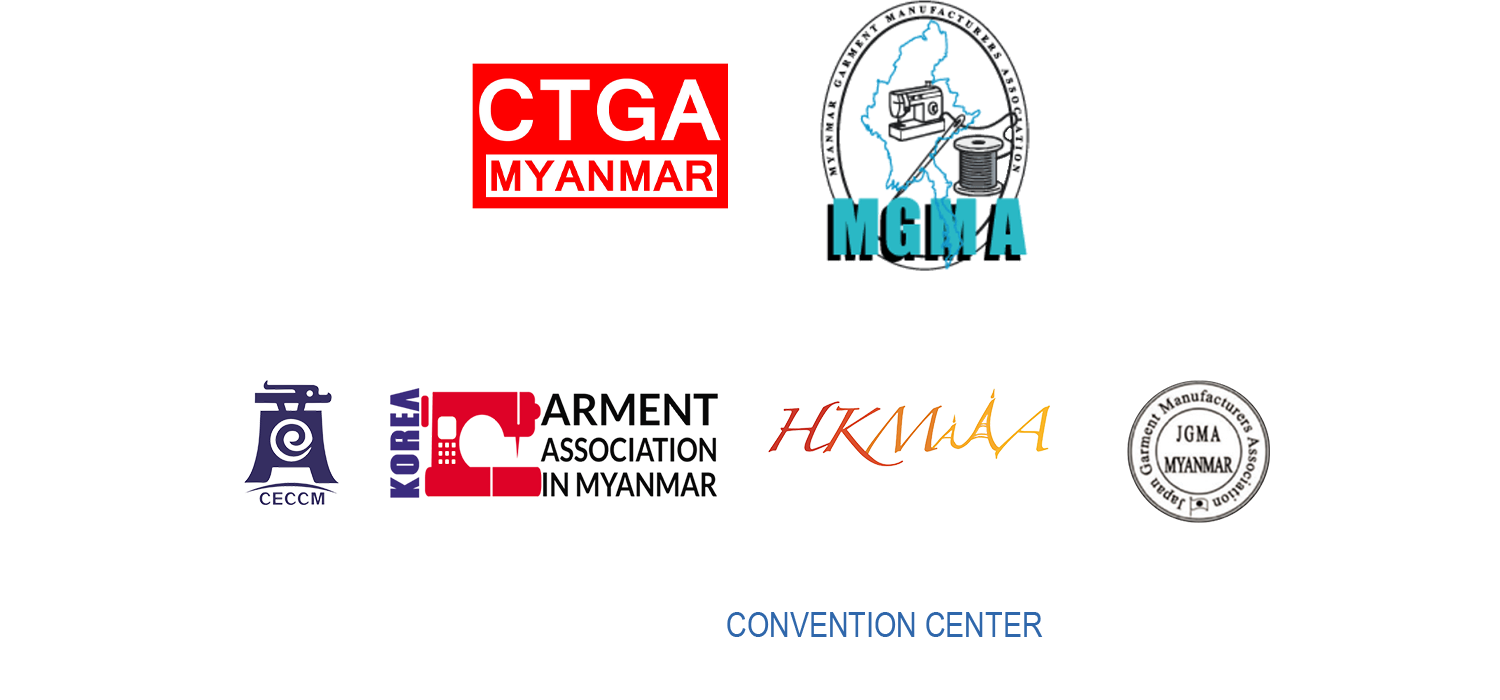 CTGA
MYANMAR
MYANMAR GARMENT MANUFACTURERS ASSOCIATION
MGMA
CECCM
KOREA
ARMENT
ASSOCIATION
IN MYANMAR
HKMAA
Japan Garment Manufacturers Association
JGMA
MYANMAR
CONVENTION CENTER